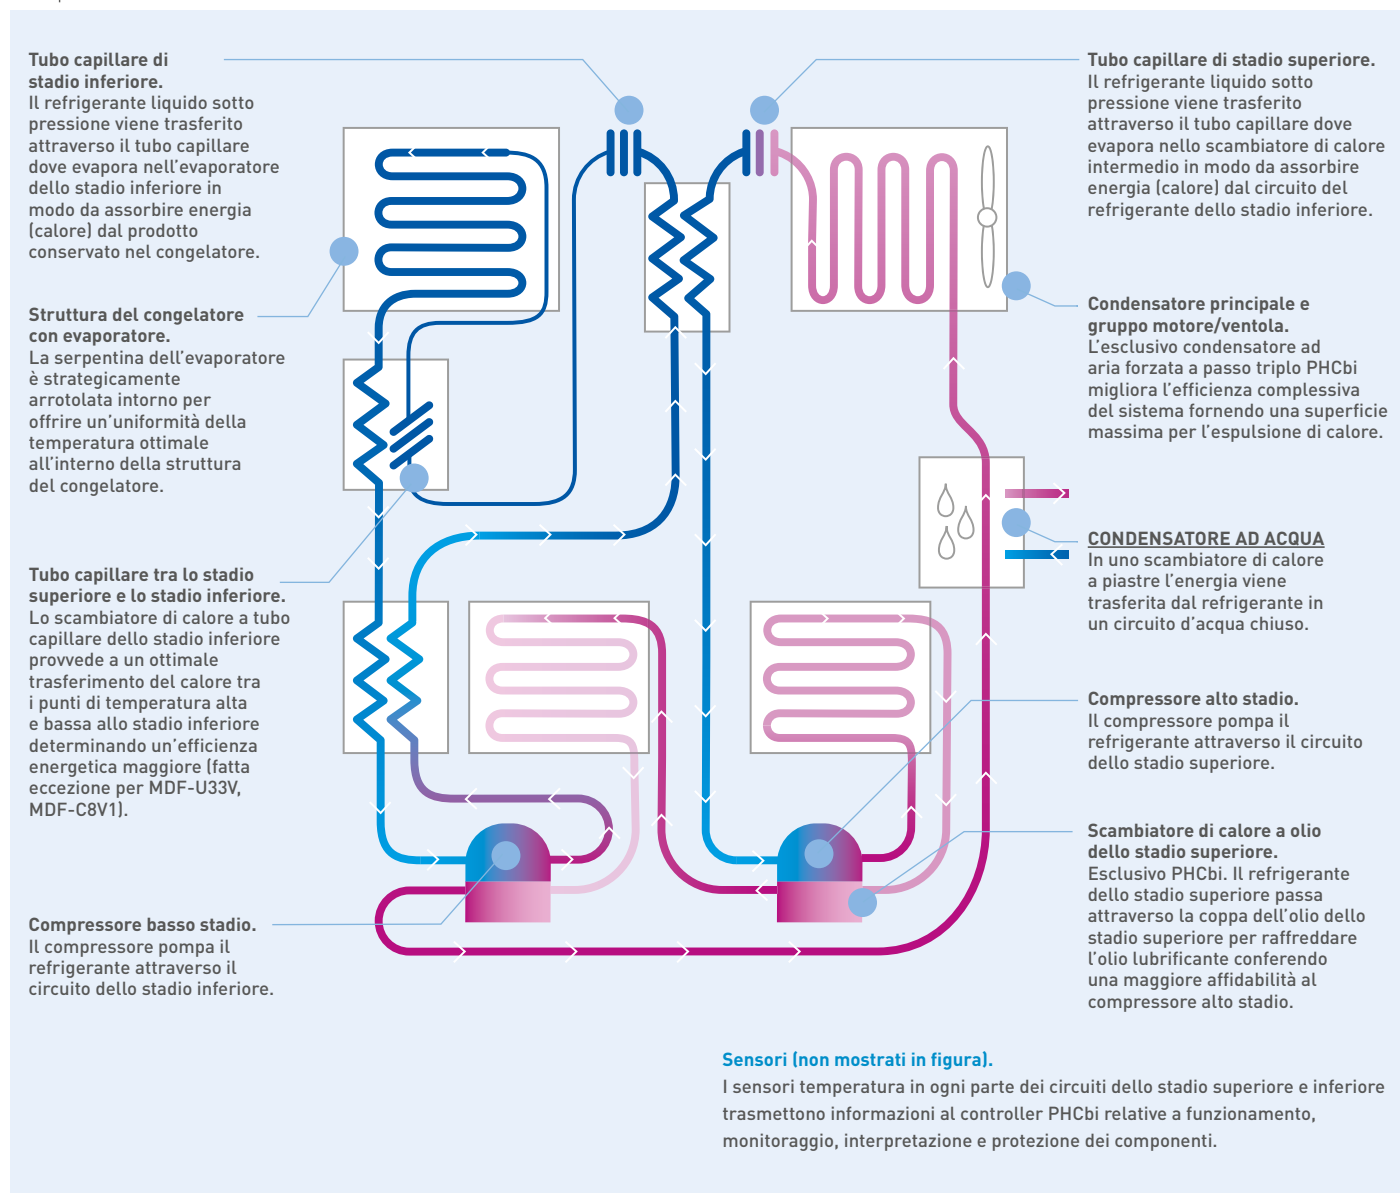 Tubo capillare di
stadio inferiore.
Il refrigerante liquido sotto
pressione viene trasferito
attraverso il tubo capillare
dove evapora nell'evaporatore
dello stadio inferiore in
modo da assorbire energia
(calore) dal prodotto
conservato nel congelatore.
Struttura del congelatore
con evaporatore.
La serpentina dell'evaporatore
è strategicamente
arrotolata intorno per
offrire un'uniformità della
temperatura ottimale
all'interno della struttura
del congelatore.
Tubo capillare tra lo stadio
superiore e lo stadio inferiore.
Lo scambiatore di calore a tubo
capillare dello stadio inferiore
provvede a un ottimale
trasferimento del calore tra
i punti di temperatura alta
e bassa allo stadio inferiore
determinando un'efficienza
energetica maggiore (fatta
eccezione per MDF-U33V,
MDF-C8V1).
Compressore basso stadio.
Il compressore pompa il
refrigerante attraverso il
circuito dello stadio inferiore.
Tubo capillare di stadio superiore.
Il refrigerante liquido sotto
pressione viene trasferito
attraverso il tubo capillare dove
evapora nello scambiatore di calore
intermedio in modo da assorbire
energia (calore) dal circuito del
refrigerante dello stadio inferiore.
Condensatore principale e
gruppo motore/ventola.
L'esclusivo condensatore ad
aria forzata a passo triplo PHCbi
migliora l'efficienza complessiva
del sistema fornendo una superficie
massima per l'espulsione di calore.
CONDENSATORE AD ACQUA
In uno scambiatore di calore
a piastre l'energia viene
trasferita dal refrigerante in
un circuito d'acqua chiuso.
Compressore alto stadio.
Il compressore pompa il
refrigerante attraverso il circuito
dello stadio superiore.
Scambiatore di calore a olio
dello stadio superiore.
Esclusivo PHCbi. Il refrigerante
dello stadio superiore passa
attraverso la coppa dell'olio dello
stadio superiore per raffreddare
l'olio lubrificante conferendo
una maggiore affidabilità al
compressore alto stadio.
Sensori (non mostrati in figura).
I sensori temperatura in ogni parte dei circuiti dello stadio superiore e inferiore
trasmettono informazioni al controller PHCbi relative a funzionamento,
monitoraggio, interpretazione e protezione dei componenti.